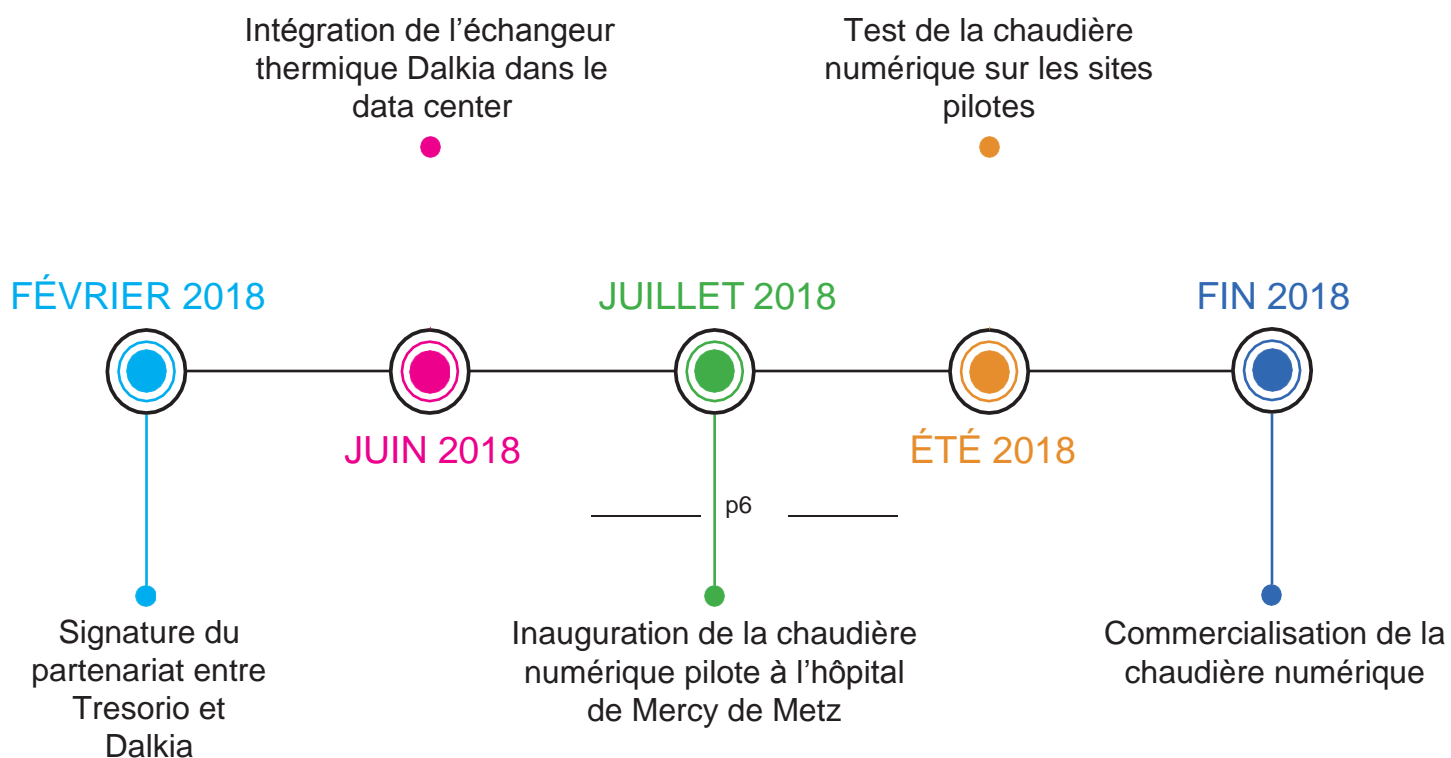 Intégration de l’échangeur
thermique Dalkia dans le
data center
Test de la chaudière
numérique sur les sites
pilotes
FÉVRIER 2018
JUILLET 2018
FIN 2018
JUIN 2018
ÉTÉ 2018
p6
Signature du
partenariat entre
Tresorio et
Dalkia
Inauguration de la chaudière
numérique pilote à l’hôpital
de Mercy de Metz
Commercialisation de la
chaudière numérique